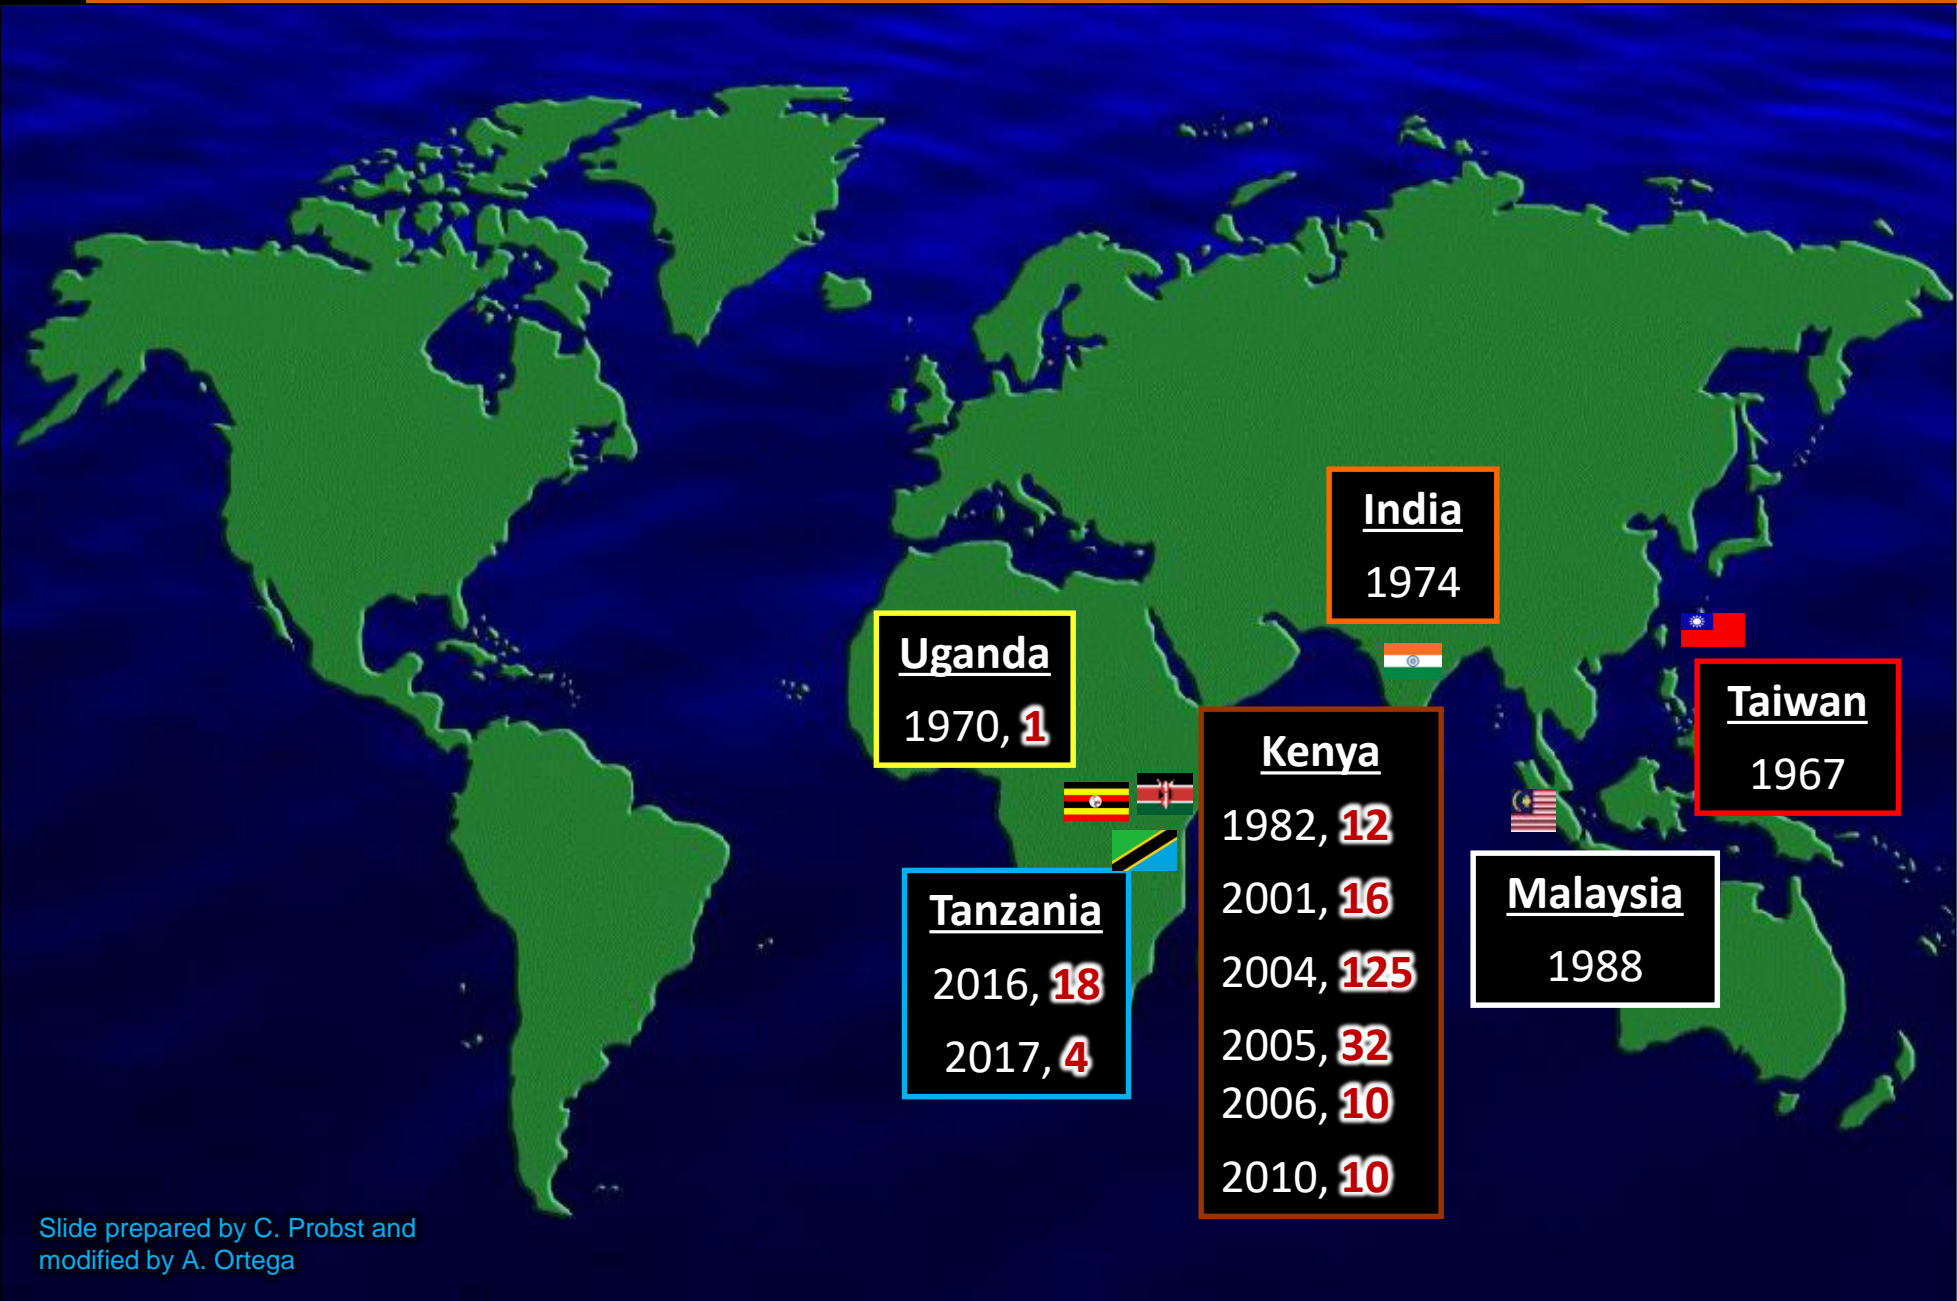 India
1974
Uganda
1970, 1
Taiwan
1967
Kenya
1982, 12
2001, 16
2004, 125
2005, 32
2006, 10
2010, 10
Tanzania
2016, 18
2017, 4
Malaysia
1988
Slide prepared by C. Probst and
modified by A. Ortega